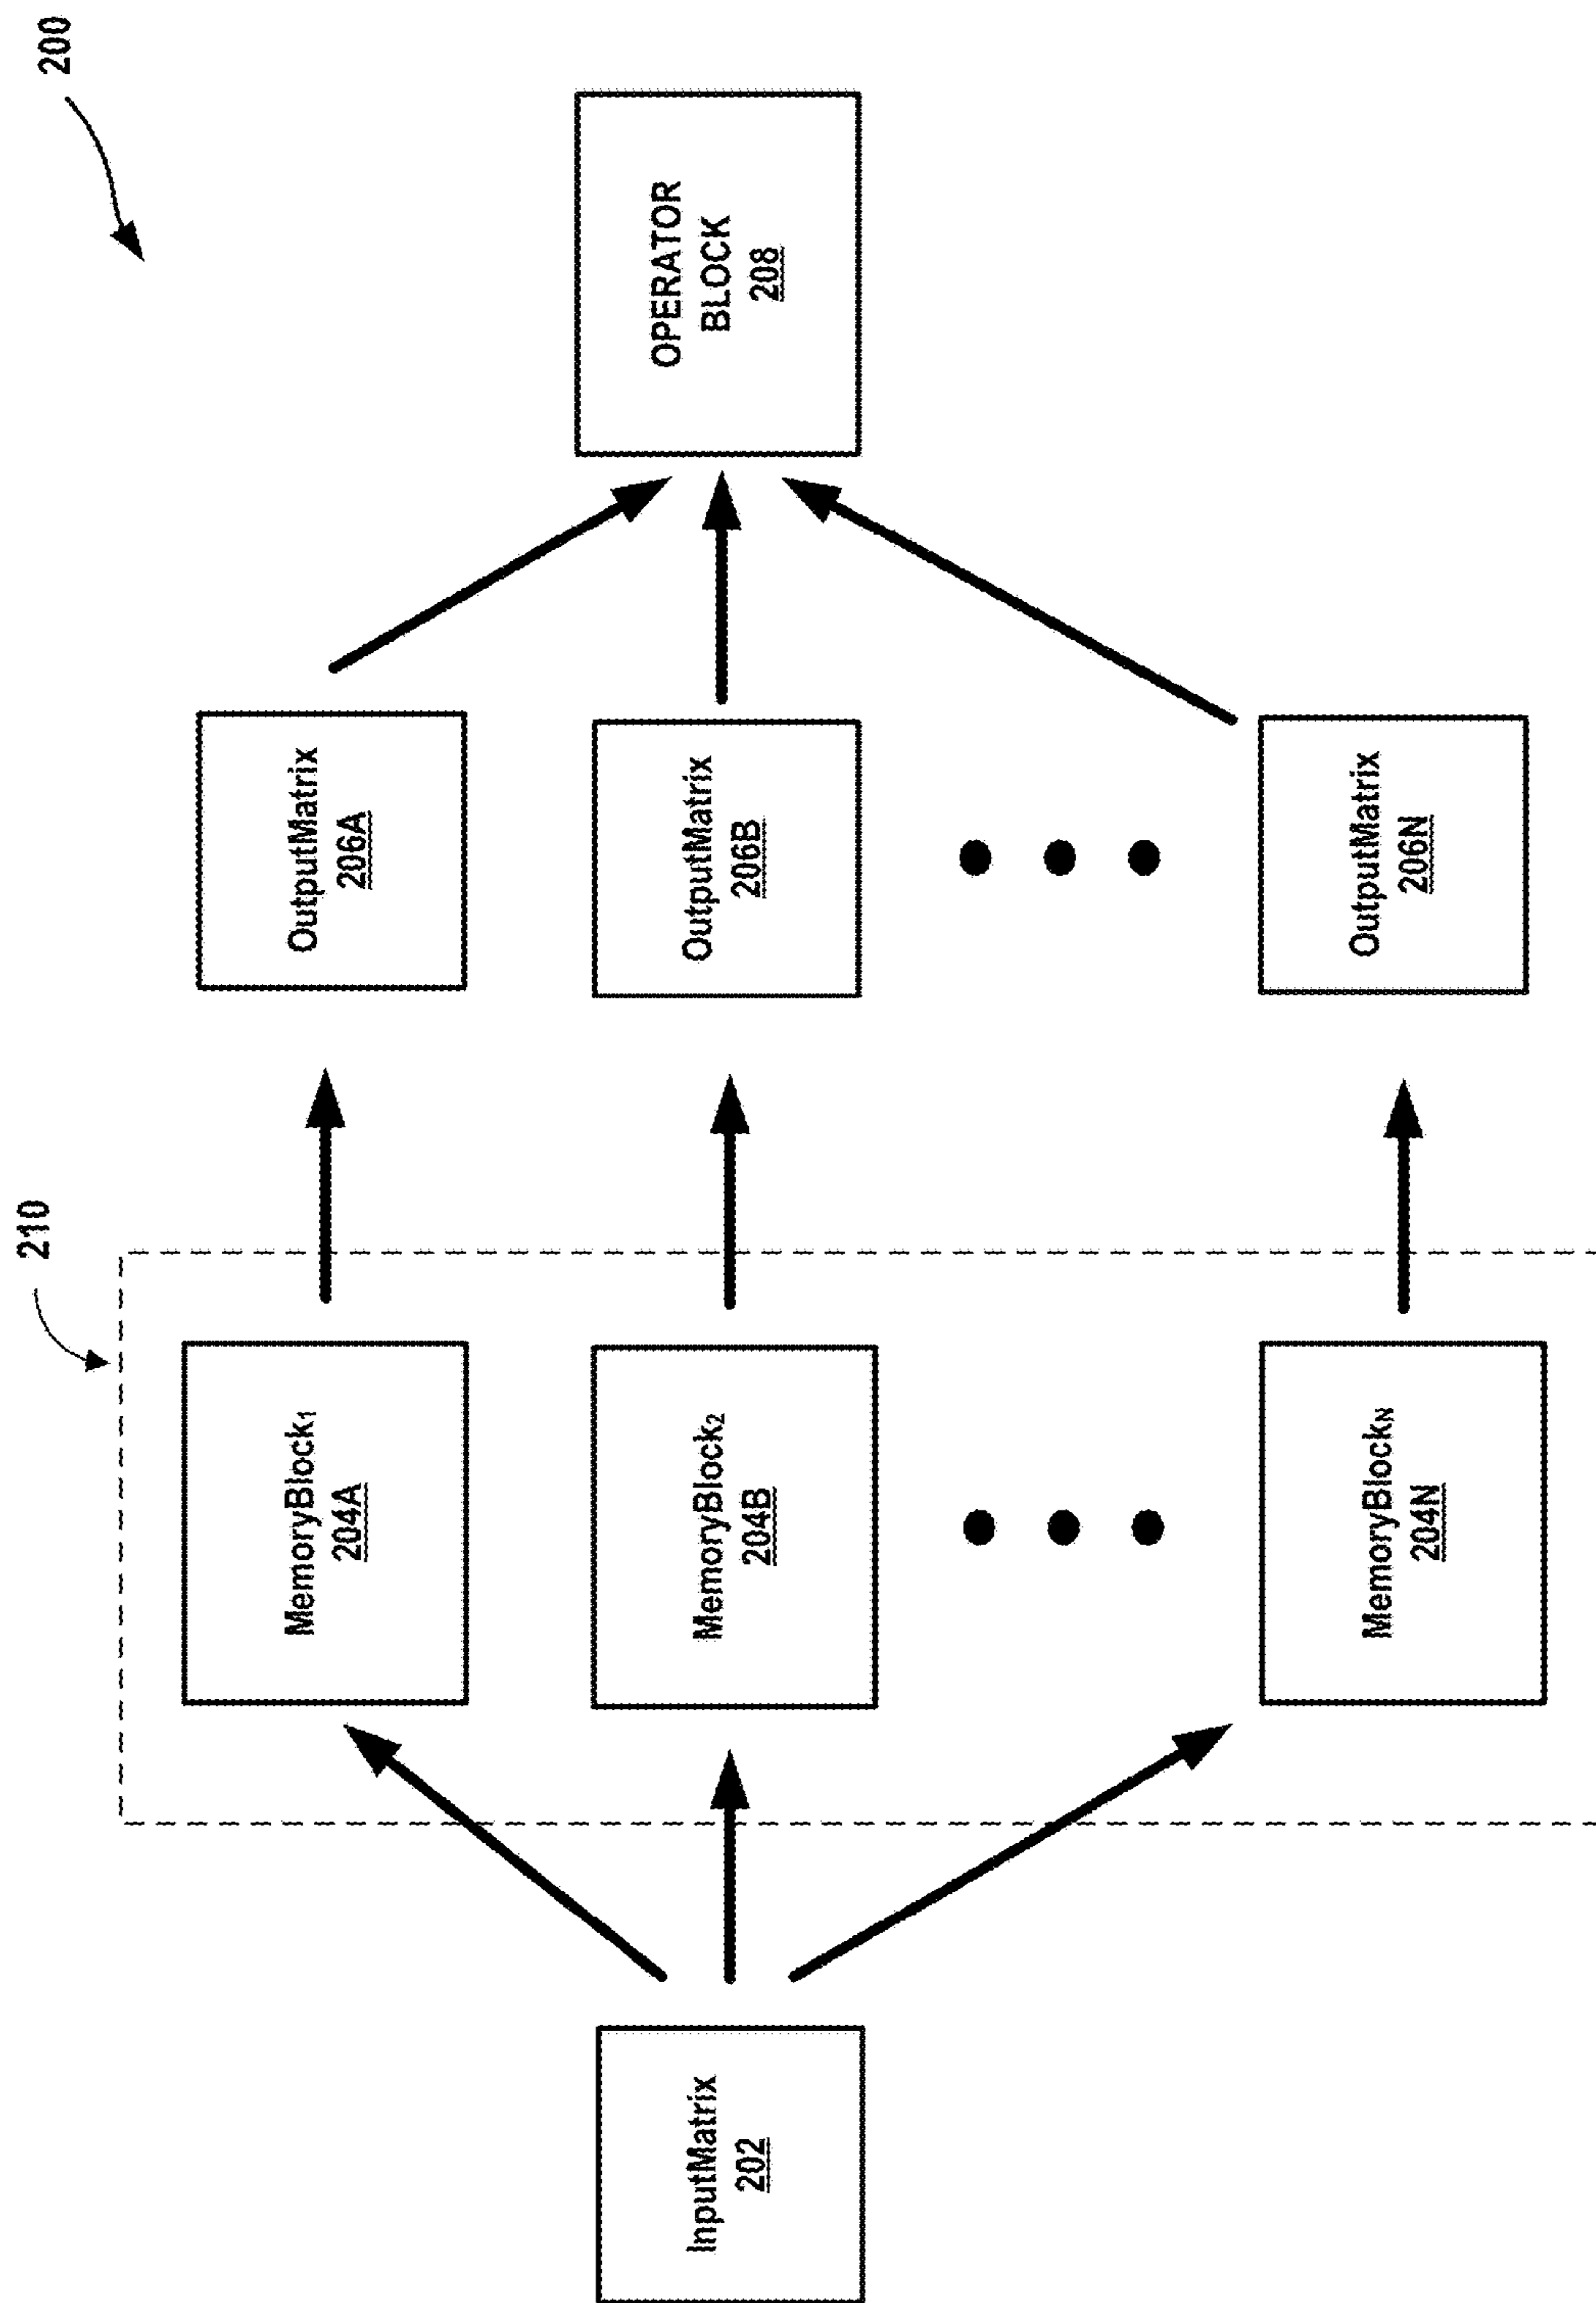 200
210
InputMatrix
202
MemoryBlock₁
204A
MemoryBlock₂
204B
MemoryBlockN
204N
OutputMatrix
206A
OutputMatrix
206B
OutputMatrix
206N
OPERATOR
BLOCK
208